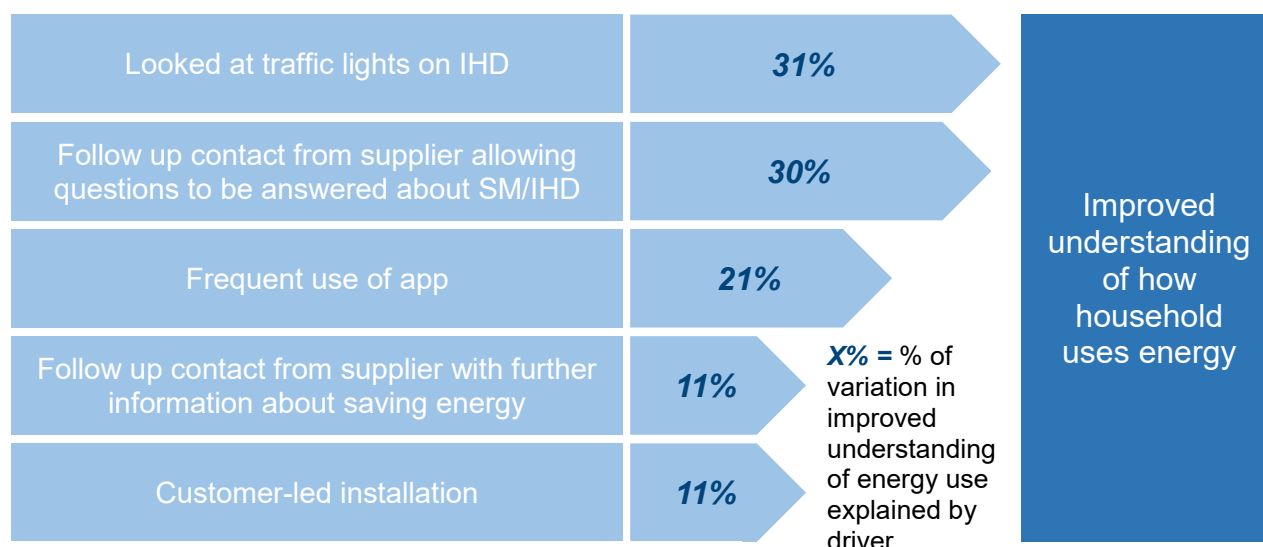 Looked at traffic lights on IHD
31%
Follow up contact from supplier allowing
questions to be answered about SM/IHD
30%
Frequent use of app
21%
Follow up contact from supplier with further
information about saving energy
11%
Customer-led installation
11%
X% = % of
variation in
improved
understanding
of energy use
explained by
driver
Improved
understanding
of how
household
uses energy